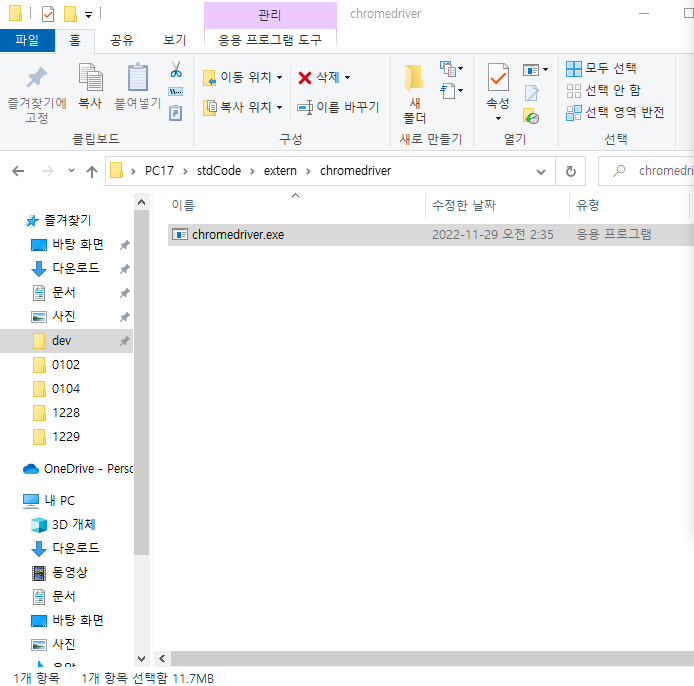 관리 chromedriver
파일 홈 공유 보기 응용 프로그램 도구
즐겨찾기에 고정
복사
붙여넣기
클립보드
이동 위치
복사 위치
삭제
이름 바꾸기
구성
새 폴더
새로 만들기
속성
열기
모두 선택
선택 안 함
선택 영역 반전
선택
PC17 › stdCode › extern › chromedriver
chromedri
이름 수정한 날짜 유형
chromedriver.exe 2022-11-29 오전 2:35 응용 프로그램
즐겨찾기
바탕 화면
다운로드
문서
사진
dev
0102
0104
1228
1229
OneDrive - Perso
내 PC
3D 개체
다운로드
동영상
문서
바탕 화면
사진
1개 항목 1개 항목 선택함 11.7MB